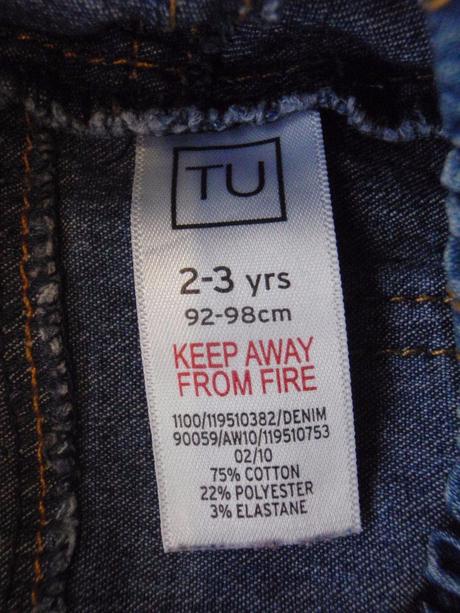 TU
2-3 yrs
92-98cm
KEEP AWAY
FROM FIRE
1100/119510382/DENIM
90059/AW10/119510753
02/10
75% COTTON
22% POLYESTER
3% ELASTANE